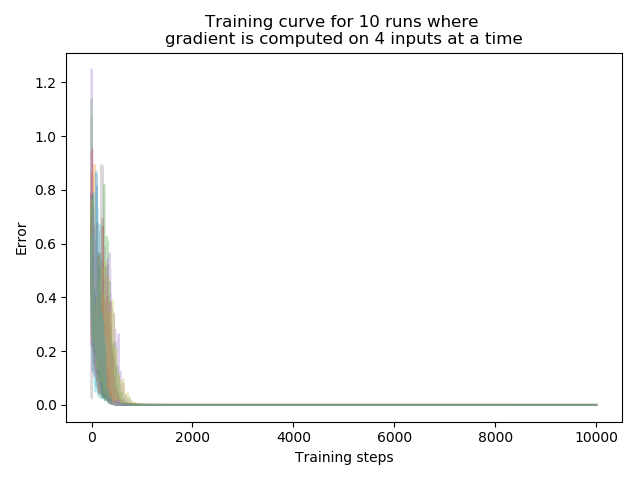 Training curve for 10 runs where
gradient is computed on 4 inputs at a time
1.2
1.0
0.8
0.6
0.4
0.2
0.0
Error
0 2000 4000 6000 8000 10000
Training steps